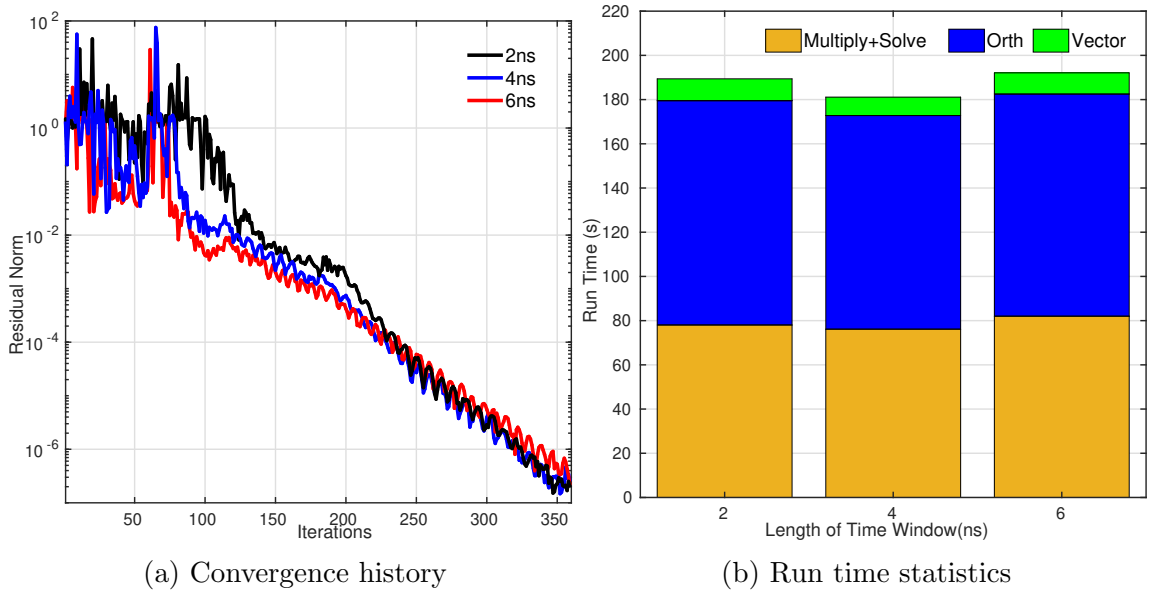 10^2
10^0
10^-2
10^-4
10^-6
Residual Norm
2ns
4ns
6ns
50 100 150 200 250 300 350
Iterations
(a) Convergence history
220
200
180
160
140
120
100
80
60
40
20
0
Run Time (s)
Multiply+Solve Orth Vector
2 4 6
Length of Time Window(ns)
(b) Run time statistics